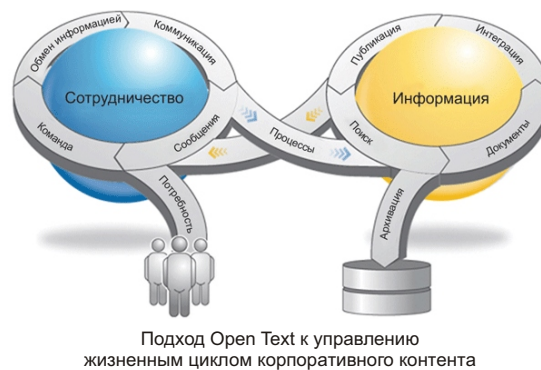 Обмен информацией
Коммуникация
Сотрудничество
Команда
Сообщения
Потребность
Процессы
Публикация
Интеграция
Информация
Поиск
Документы
Архивация
Подход Open Text к управлению
жизненным циклом корпоративного контента